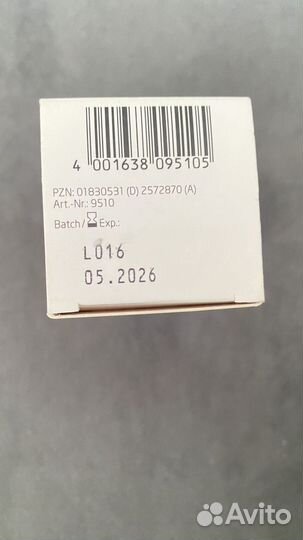 4 001638 095105
PZN: 01830531 (D) 2572870 (A)
Art.-Nr.: 9510
Batch/⌛Exp.:
L016
05.2026
Avito